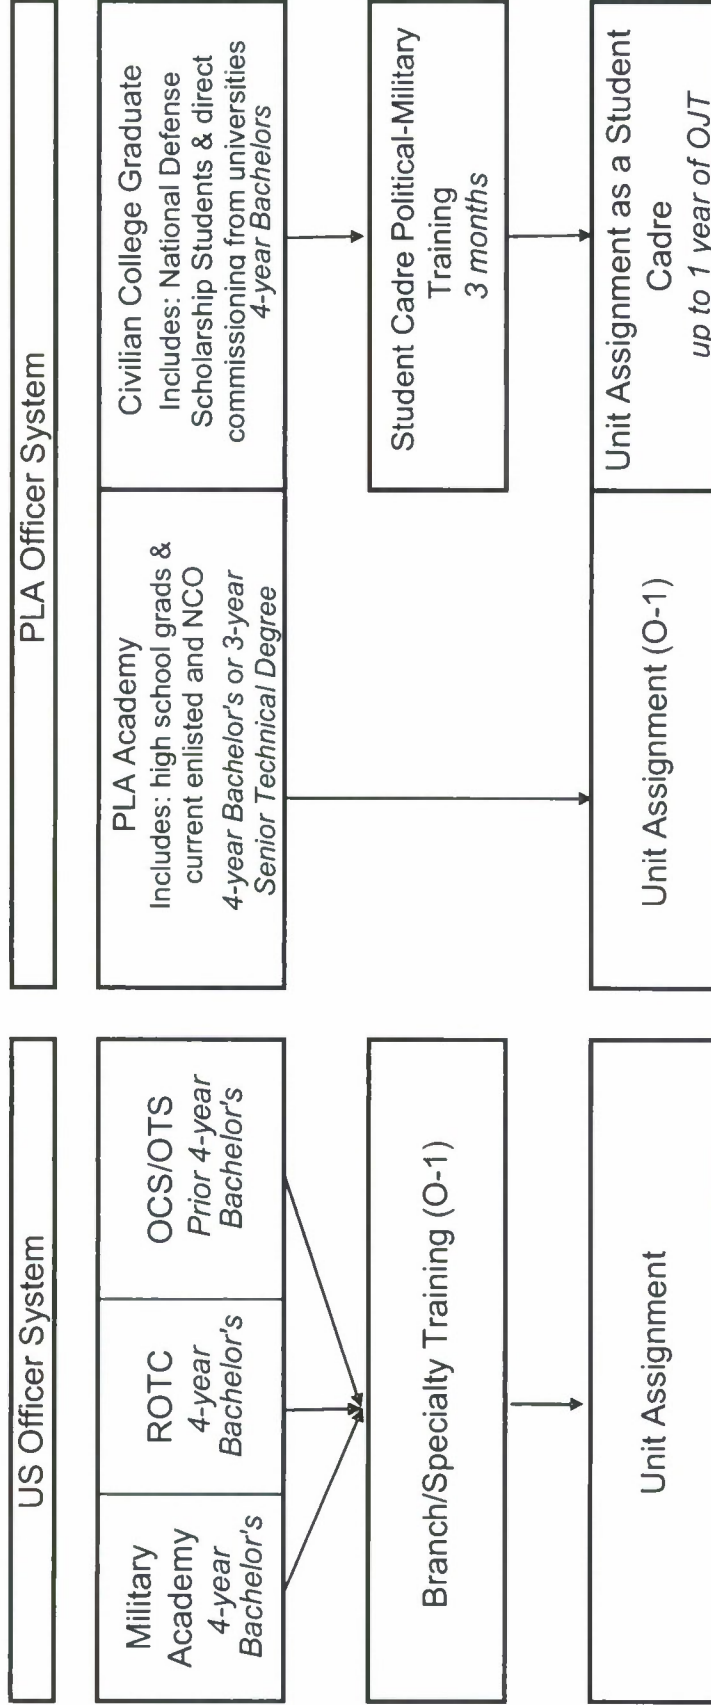 US Officer System
Military
Academy
4-year
Bachelor's
ROTC
4-year
Bachelor's
OCS/OTS
Prior 4-year
Bachelor's
Branch/Specialty Training (O-1)
Unit Assignment
PLA Officer System
PLA Academy
Includes: high school grads &
current enlisted and NCO
4-year Bachelor's or 3-year
Senior Technical Degree
Civilian College Graduate
Includes: National Defense
Scholarship Students & direct
commissioning from universities
4-year Bachelors
Student Cadre Political-Military
Training
3 months
Unit Assignment (O-1)
Unit Assignment as a Student
Cadre
up to 1 year of OJT